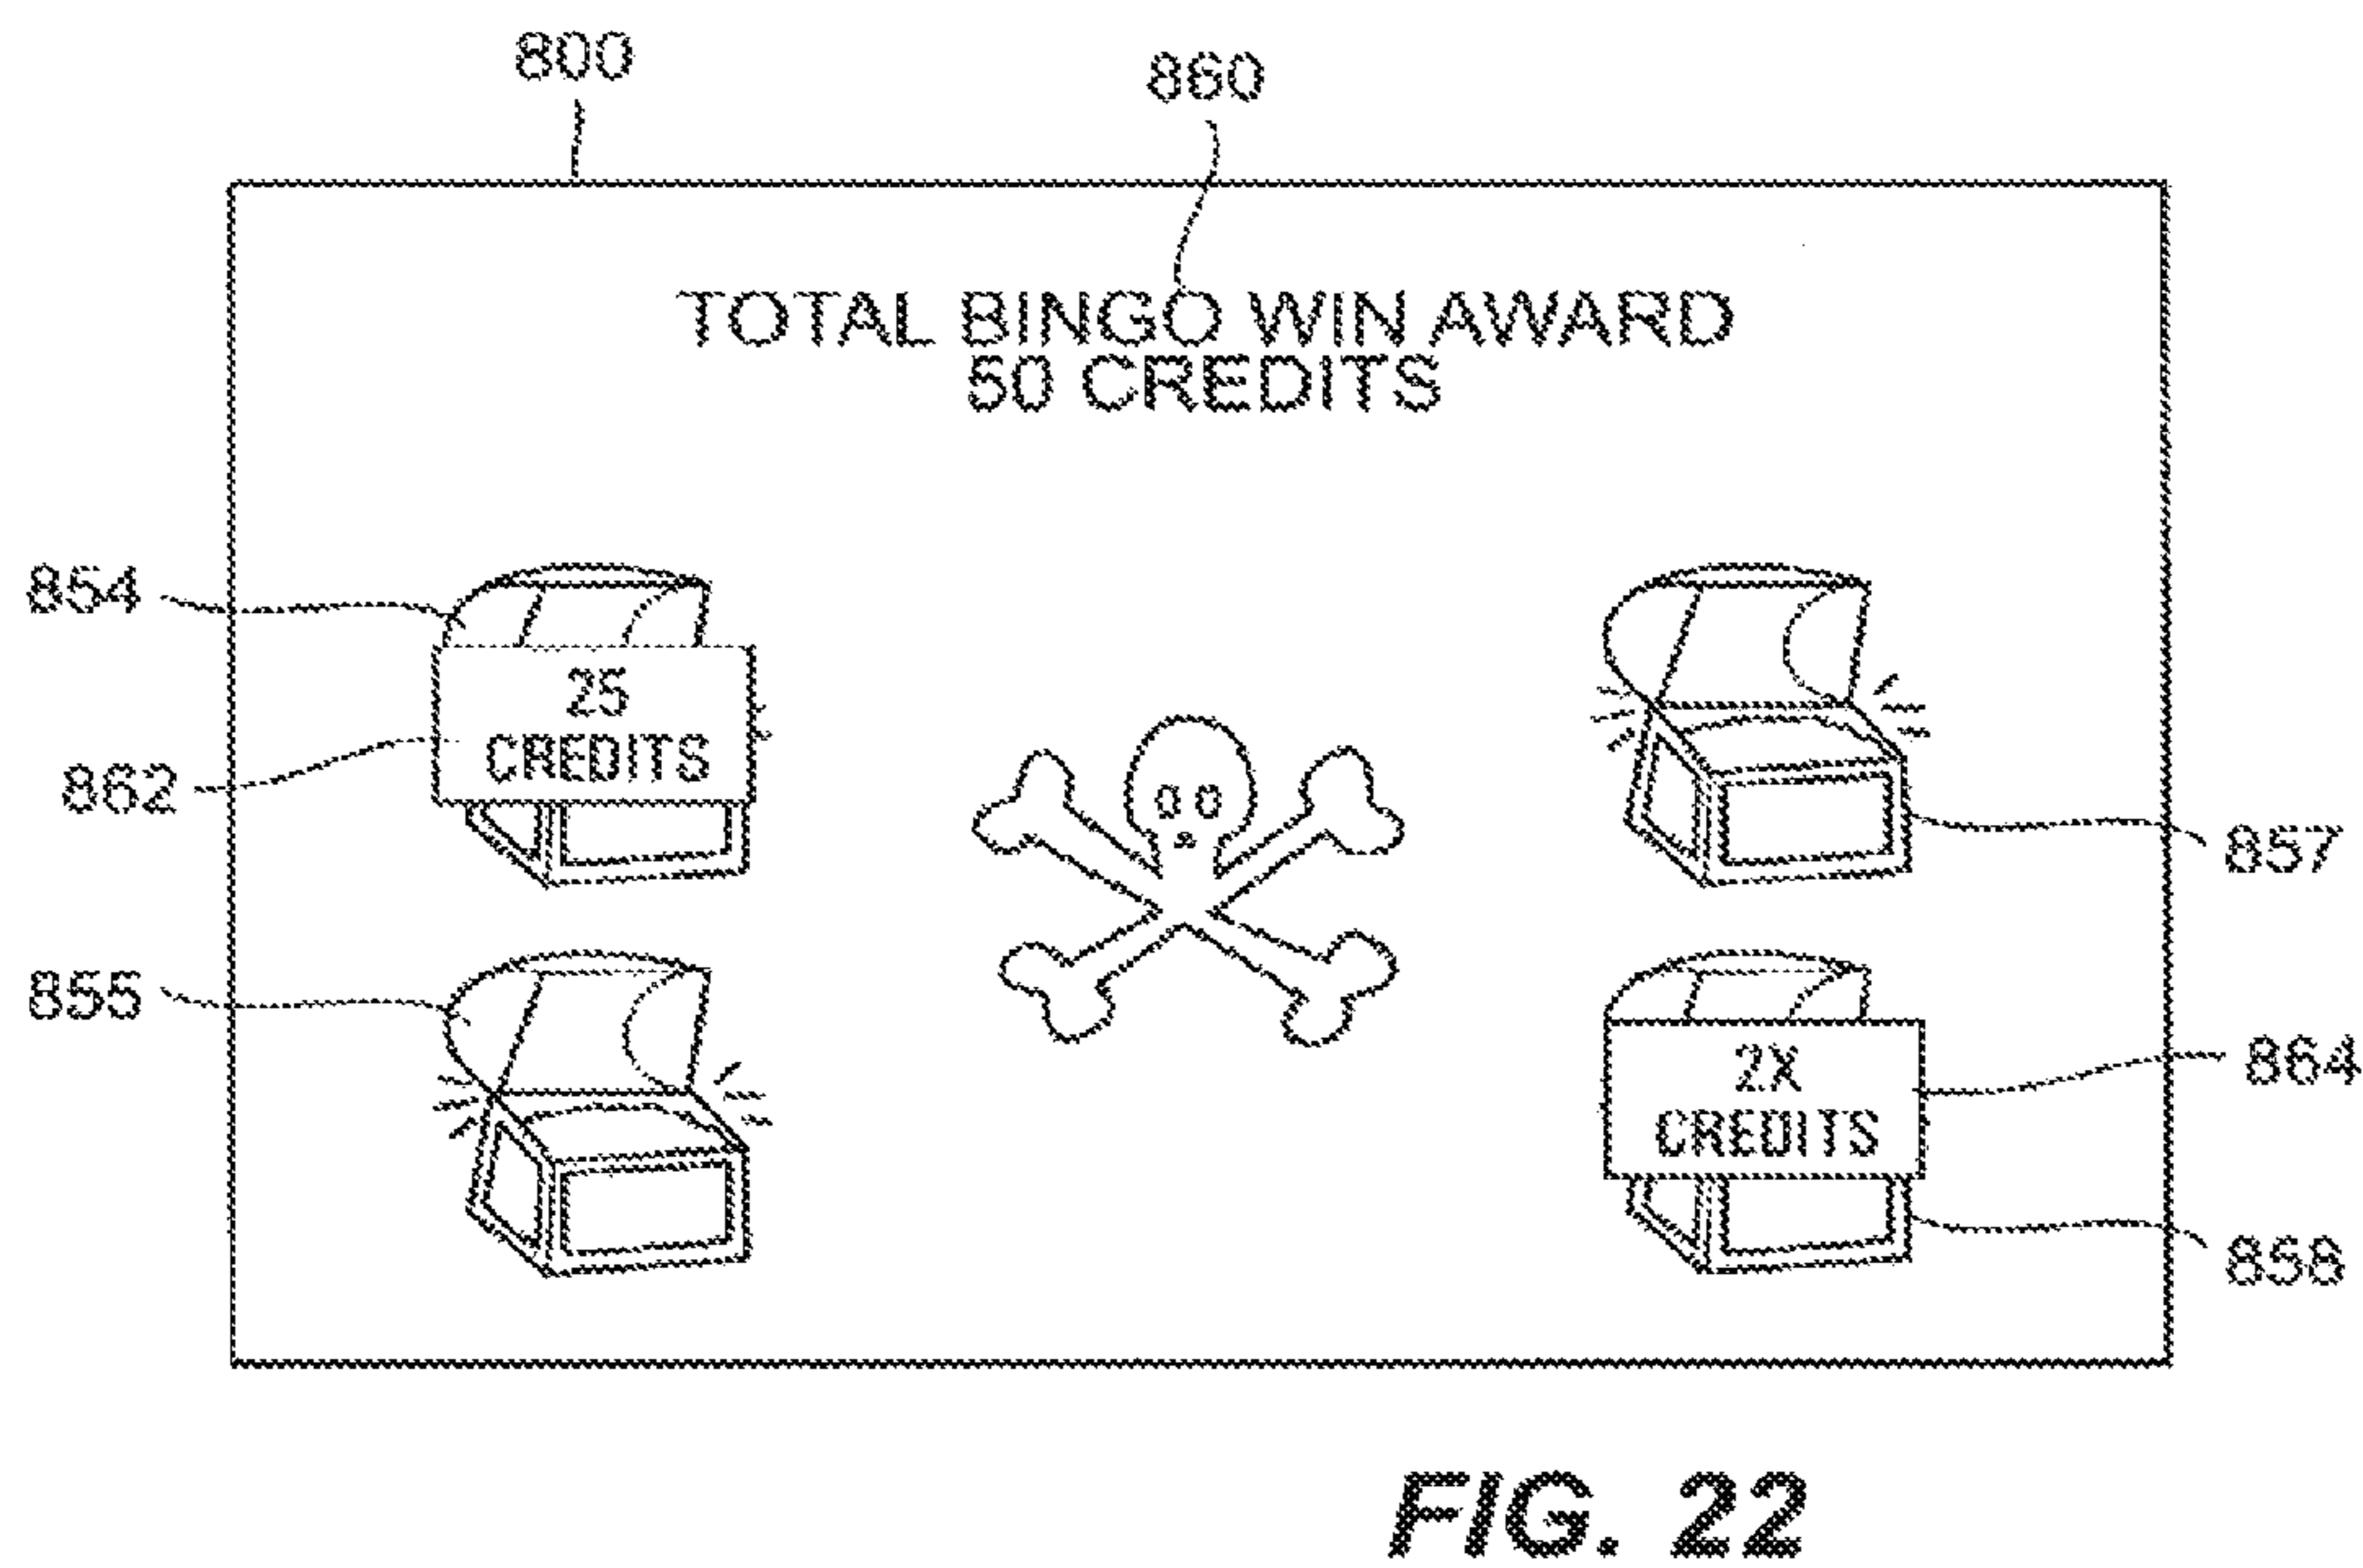 800
860
TOTAL BINGO WIN AWARD
50 CREDITS
854
25
CREDITS
862
857
855
2X
CREDITS
864
858
FIG. 22